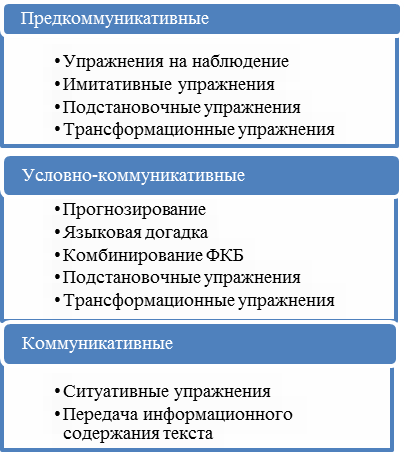 Предкоммуникативные
•Упражнения на наблюдение
•Имитативные упражнения
•Подстановочные упражнения
•Трансформационные упражнения
Условно-коммуникативные
•Прогнозирование
•Языковая догадка
•Комбинирование ФКБ
•Подстановочные упражнения
•Трансформационные упражнения
Коммуникативные
•Ситуативные упражнения
•Передача информационного
содержания текста